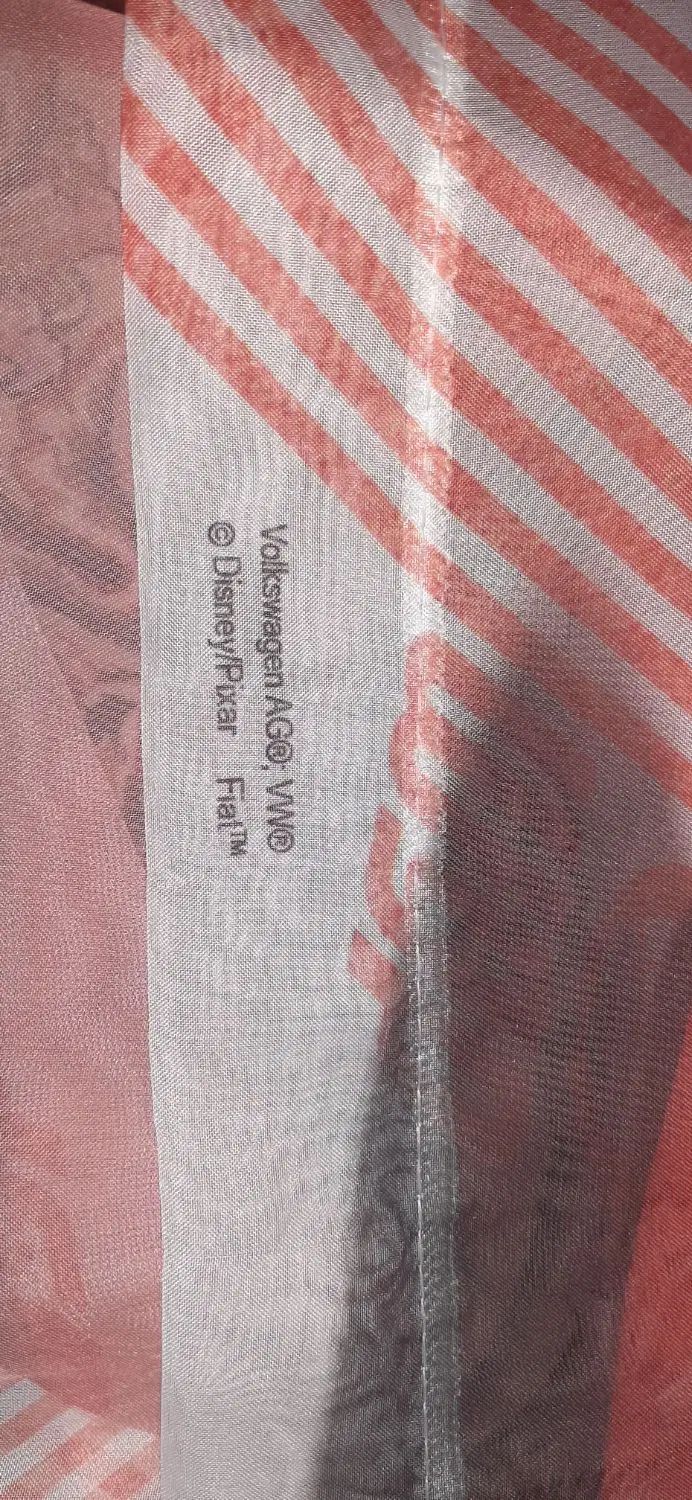 Volkswagen AG®, VW®
© Disney/Pixar Fiat™